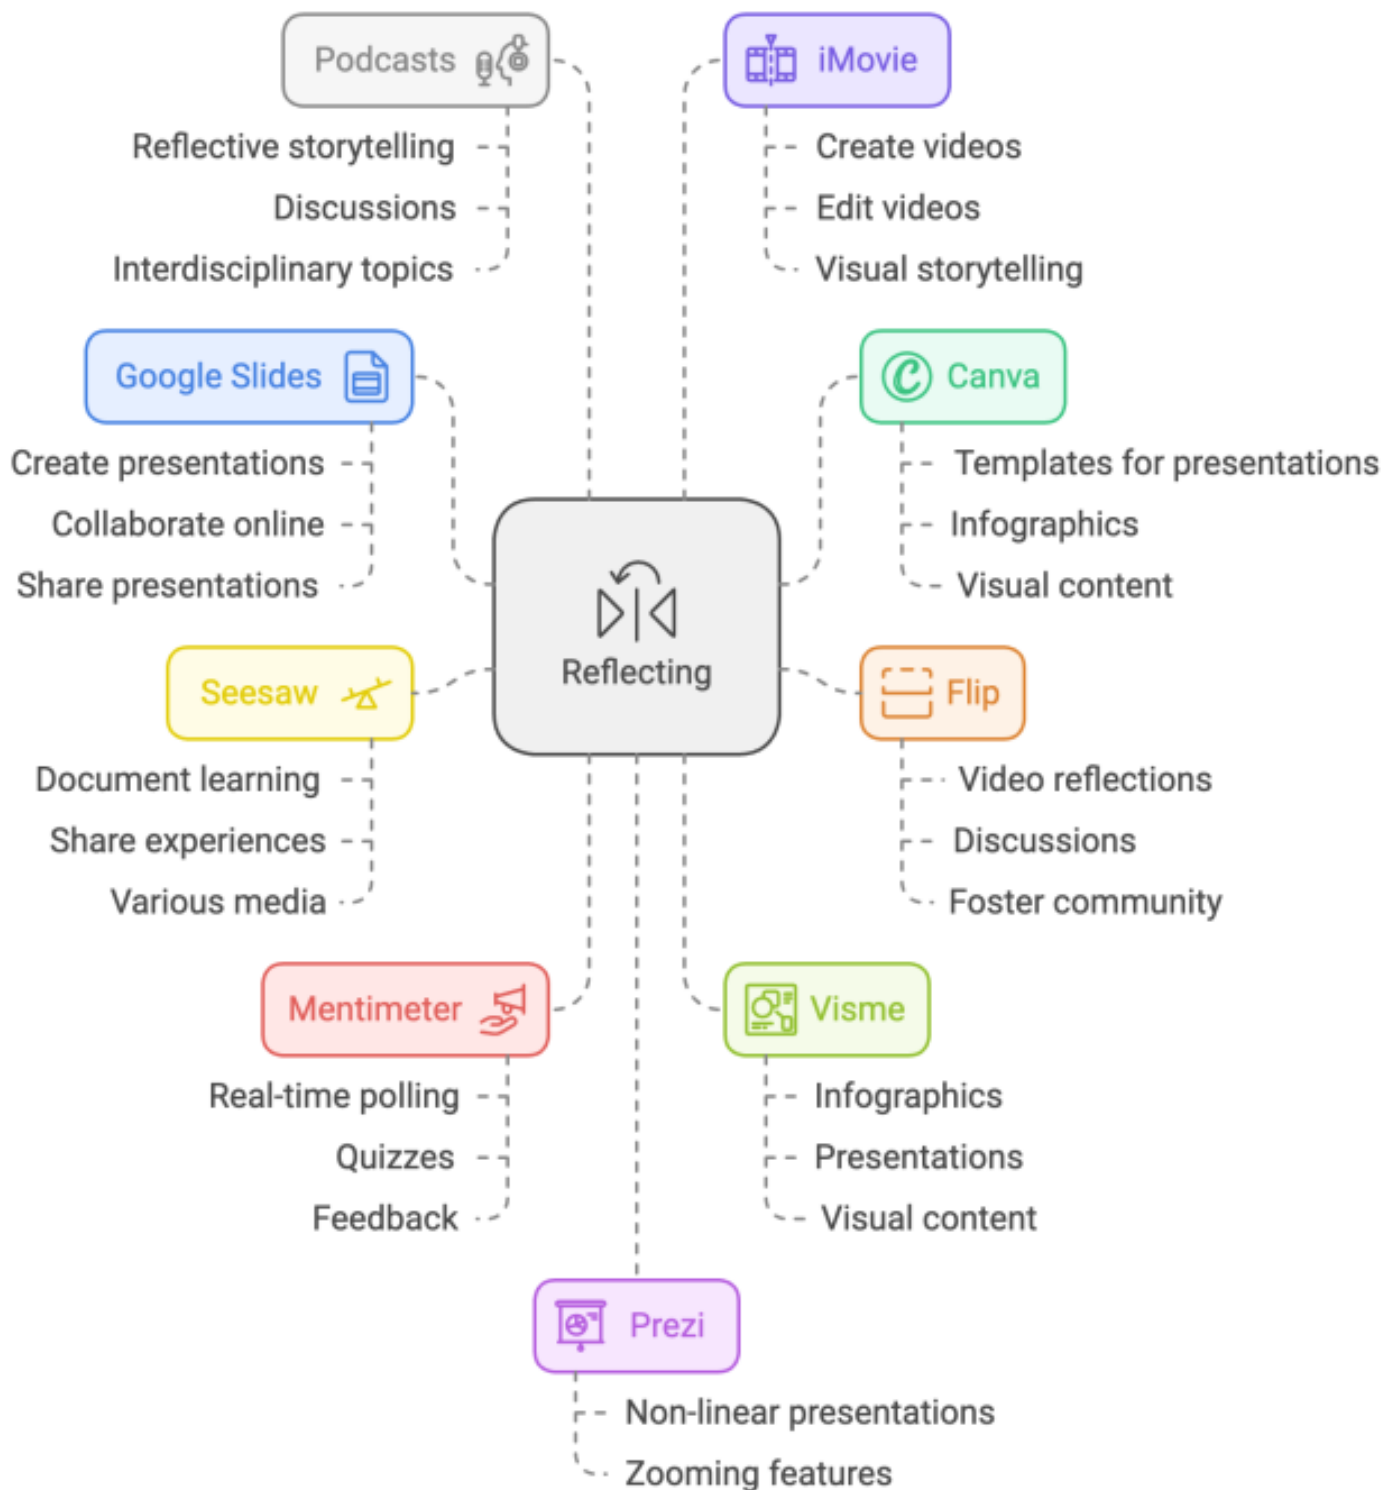 Podcasts
Reflective storytelling
Discussions
Interdisciplinary topics
iMovie
Create videos
Edit videos
Visual storytelling
Google Slides
Create presentations
Collaborate online
Share presentations
Canva
Templates for presentations
Infographics
Visual content
Reflecting
Seesaw
Document learning
Share experiences
Various media
Flip
Video reflections
Discussions
Foster community
Mentimeter
Real-time polling
Quizzes
Feedback
Visme
Infographics
Presentations
Visual content
Prezi
Non-linear presentations
Zooming features